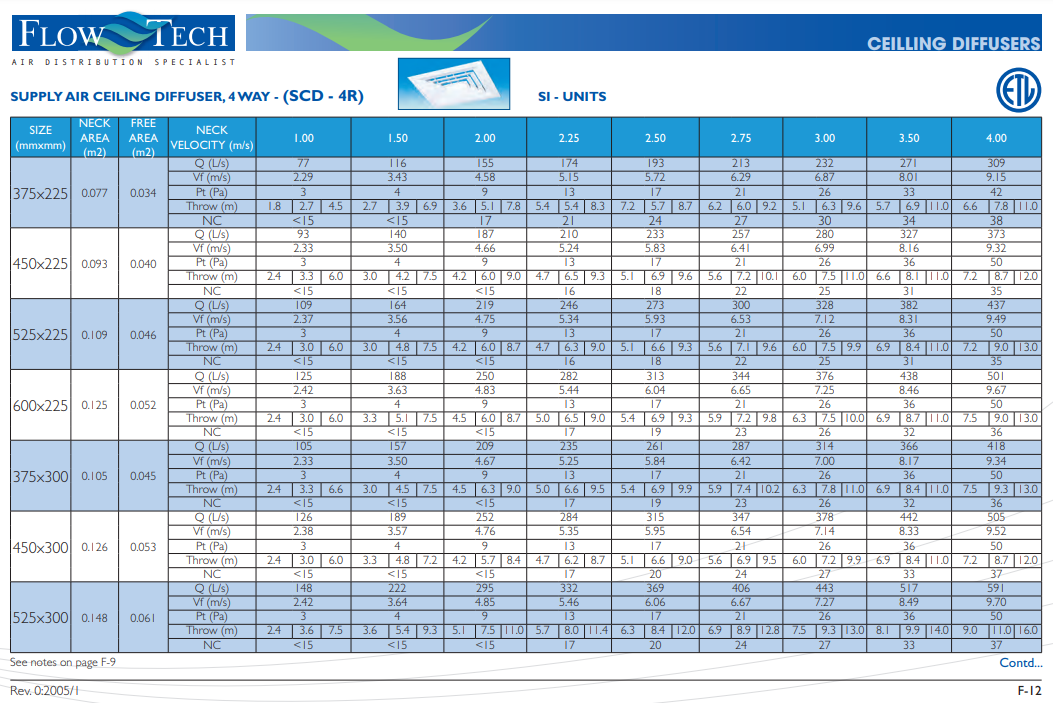 FLOW TECH
AIR DISTRIBUTION SPECIALIST
CEILLING DIFFUSERS
SUPPLY AIR CEILING DIFFUSER, 4 WAY - (SCD - 4R)
SI - UNITS
ETL
SIZE (mmxmm) NECK AREA (m2) FREE AREA (m2) NECK VELOCITY (m/s) 1.00 1.50 2.00 2.25 2.50 2.75 3.00 3.50 4.00
375x225 0.077 0.034
Q (L/s) 77 116 155 174 193 213 232 271 309
Vf (m/s) 2.29 3.43 4.58 5.15 5.72 6.29 6.87 8.01 9.15
Pt (Pa) 3 4 9 13 17 21 26 33 42
Throw (m) 1.8 2.7 4.5 2.7 3.9 6.9 3.6 5.1 7.8 5.4 5.4 8.3 7.2 5.7 8.7 6.2 6.0 9.2 5.1 6.3 9.6 5.7 6.9 11.0 6.6 7.8 11.0
NC <15 <15 17 21 24 27 30 34 38
450x225 0.093 0.040
Q (L/s) 93 140 187 210 233 257 280 327 373
Vf (m/s) 2.33 3.50 4.66 5.24 5.83 6.41 6.99 8.16 9.32
Pt (Pa) 3 4 9 13 17 21 26 36 50
Throw (m) 2.4 3.3 6.0 3.0 4.2 7.5 4.2 6.0 9.0 4.7 6.5 9.3 5.1 6.9 9.6 5.6 7.2 10.1 6.0 7.5 11.0 6.6 8.1 11.0 7.2 8.7 12.0
NC <15 <15 <15 16 18 22 25 31 35
525x225 0.109 0.046
Q (L/s) 109 164 219 246 273 300 328 382 437
Vf (m/s) 2.37 3.56 4.75 5.34 5.93 6.53 7.12 8.31 9.49
Pt (Pa) 3 4 9 13 17 21 26 36 50
Throw (m) 2.4 3.0 6.0 3.0 4.8 7.5 4.2 6.0 8.7 4.7 6.3 9.0 5.1 6.6 9.3 5.6 7.1 9.6 6.0 7.5 9.9 6.9 8.4 11.0 7.2 9.0 13.0
NC <15 <15 <15 16 18 22 25 31 35
600x225 0.125 0.052
Q (L/s) 125 188 250 282 313 344 376 438 501
Vf (m/s) 2.42 3.63 4.83 5.44 6.04 6.65 7.25 8.46 9.67
Pt (Pa) 3 4 9 13 17 21 26 36 50
Throw (m) 2.4 3.0 6.0 3.3 5.1 7.5 4.5 6.0 8.7 5.0 6.5 9.0 5.4 6.9 9.3 5.9 7.2 9.8 6.3 7.5 10.0 6.9 8.7 11.0 7.5 9.0 13.0
NC <15 <15 <15 17 19 23 26 32 36
375x300 0.105 0.045
Q (L/s) 105 157 209 235 261 287 314 366 418
Vf (m/s) 2.33 3.50 4.67 5.25 5.84 6.42 7.00 8.17 9.34
Pt (Pa) 3 4 9 13 17 21 26 36 50
Throw (m) 2.4 3.3 6.6 3.0 4.5 7.5 4.5 6.3 9.0 5.0 6.6 9.5 5.4 6.9 9.9 5.9 7.4 10.2 6.3 7.8 11.0 6.9 8.4 11.0 7.5 9.3 13.0
NC <15 <15 <15 17 19 23 26 32 36
450x300 0.126 0.053
Q (L/s) 126 189 252 284 315 347 378 442 505
Vf (m/s) 2.38 3.57 4.76 5.35 5.95 6.54 7.14 8.33 9.52
Pt (Pa) 3 4 9 13 17 21 26 36 50
Throw (m) 2.4 3.0 6.0 3.3 4.8 7.2 4.2 5.7 8.4 4.7 6.2 8.7 5.1 6.6 9.0 5.6 6.9 9.5 6.0 7.2 9.9 6.9 8.4 11.0 7.2 8.7 12.0
NC <15 <15 <15 17 20 24 27 33 37
525x300 0.148 0.061
Q (L/s) 148 222 295 332 369 406 443 517 591
Vf (m/s) 2.42 3.64 4.85 5.46 6.06 6.67 7.27 8.49 9.70
Pt (Pa) 3 4 9 13 17 21 26 36 50
Throw (m) 2.4 3.6 7.5 3.6 5.4 9.3 5.1 7.5 11.0 5.7 8.0 11.4 6.3 8.4 12.0 6.9 8.9 12.8 7.5 9.3 13.0 8.1 9.9 14.0 9.0 11.0 16.0
NC <15 <15 <15 17 20 24 27 33 37
See notes on page F-9
Contd...
Rev. 0:2005/1
F-12